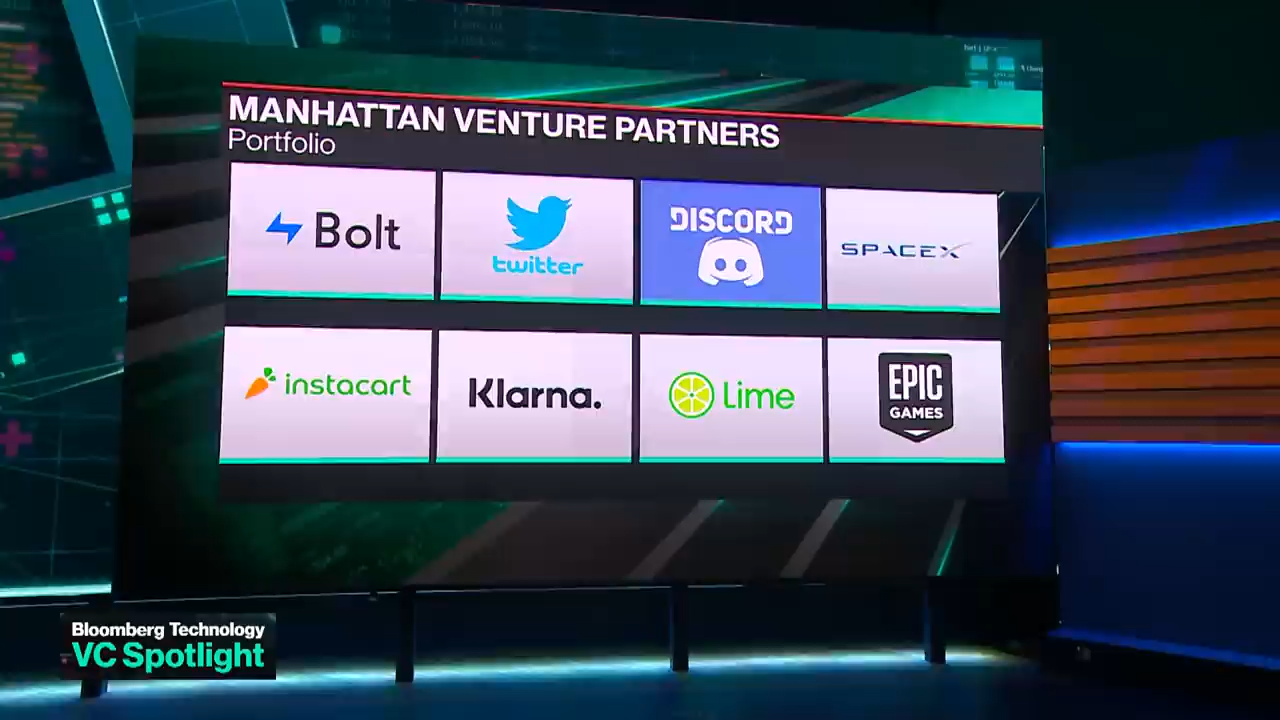 MANHATTAN VENTURE PARTNERS
Portfolio
Bolt
twitter
DISCORD
SPACEX
instacart
Klarna.
Lime
EPIC
GAMES
Bloomberg Technology
VC Spotlight